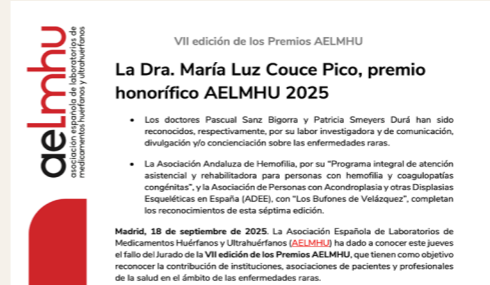 aelmhu
asociación española de laboratorios de
medicamentos huérfanos y ultrahuérfanos
VII edición de los Premios AELMHU
La Dra. María Luz Couce Pico, premio
honorífico AELMHU 2025
• Los doctores Pascual Sanz Bigorra y Patricia Smeyers Durá han sido
reconocidos, respectivamente, por su labor investigadora y de comunicación,
divulgación y/o concienciación sobre las enfermedades raras.
• La Asociación Andaluza de Hemofilia, por su “Programa integral de atención
asistencial y rehabilitadora para personas con hemofilia y coagulopatías
congénitas”, y la Asociación de Personas con Acondroplasia y otras Displasias
Esqueléticas en España (ADEE), con “Los Bufones de Velázquez”, completan
los reconocimientos de esta séptima edición.
Madrid, 18 de septiembre de 2025. La Asociación Española de Laboratorios de
Medicamentos Huérfanos y Ultrahuérfanos (AELMHU) ha dado a conocer este jueves
el fallo del Jurado de la VII edición de los Premios AELMHU, que tienen como objetivo
reconocer la contribución de instituciones, asociaciones de pacientes y profesionales
de la salud en el ámbito de las enfermedades raras.